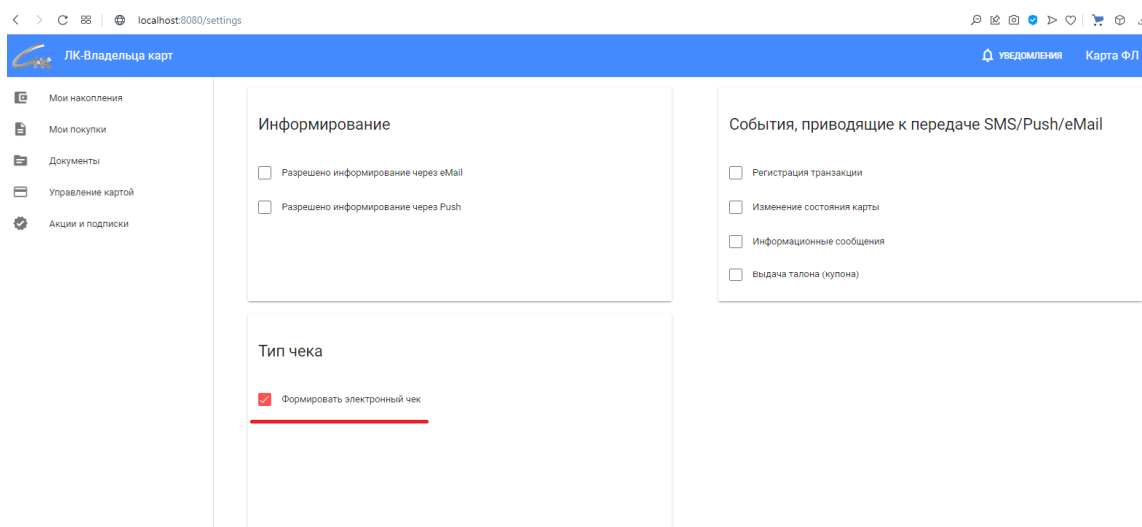 localhost:8080/settings
ЛК-Владельца карт
УВЕДОМЛЕНИЯ
Карта ФЛ
Мои накопления
Мои покупки
Документы
Управление картой
Акции и подписки
Информирование
Разрешено информирование через eMail
Разрешено информирование через Push
События, приводящие к передаче SMS/Push/eMail
Регистрация транзакции
Изменение состояния карты
Информационные сообщения
Выдача талона (купона)
Тип чека
Формировать электронный чек